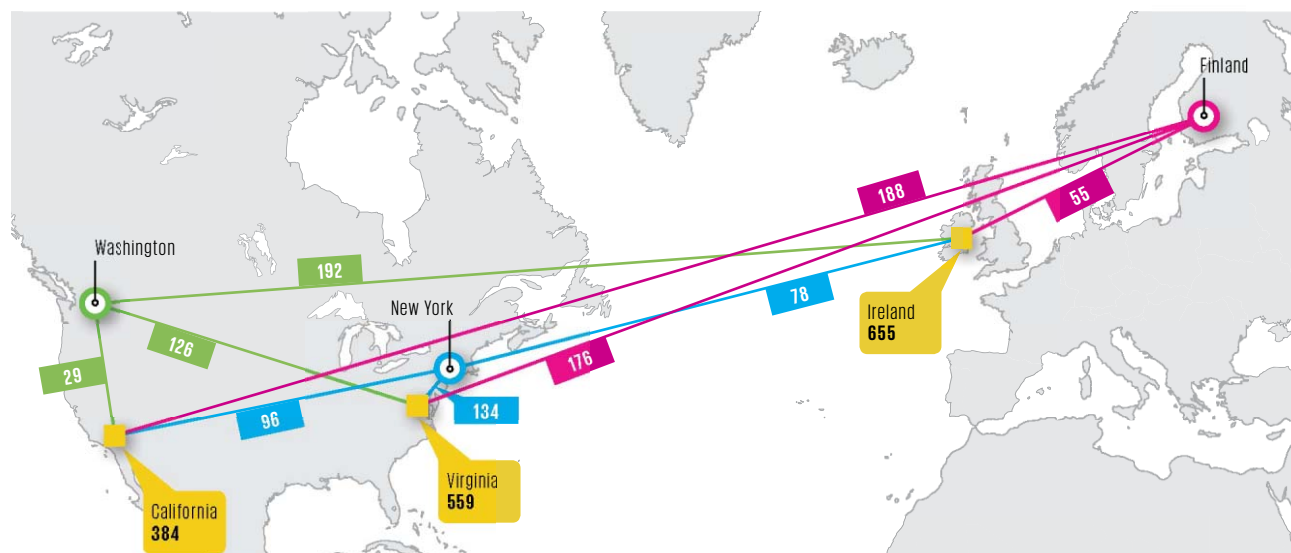 Finland
188
55
Washington
192
New York
78
Ireland
655
126
176
29
96
134
Virginia
559
California
384